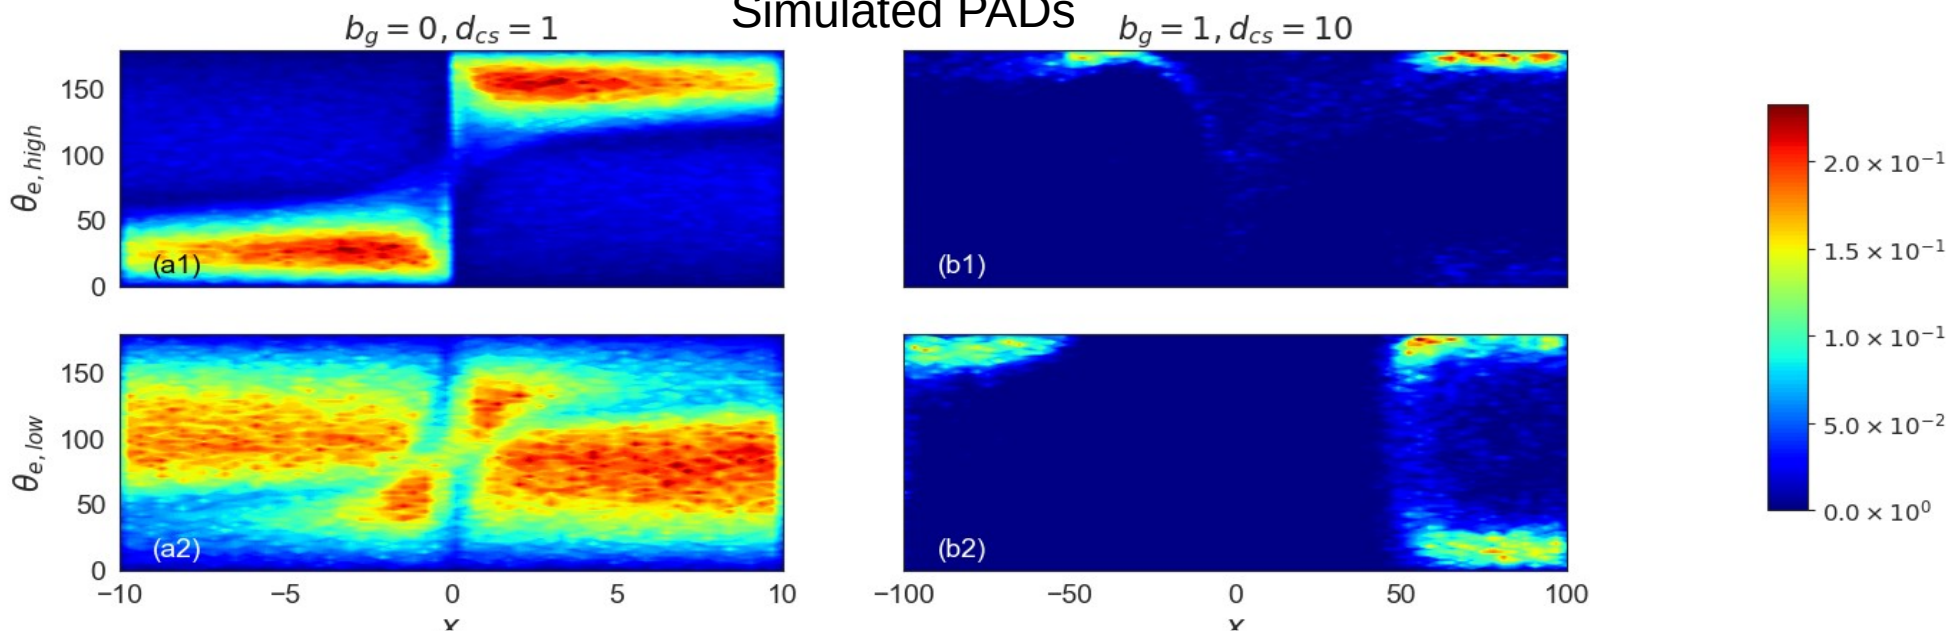 Simulated PADs
b_g = 0, d_cs = 1
b_g = 1, d_cs = 10
θ_e, high
150
100
50
0
(a1)
(b1)
θ_e, low
150
100
50
0
(a2)
(b2)
−10 −5 0 5 10
−100 −50 0 50 100
x
x
2.0 × 10⁻¹
1.5 × 10⁻¹
1.0 × 10⁻¹
5.0 × 10⁻²
0.0 × 10⁰